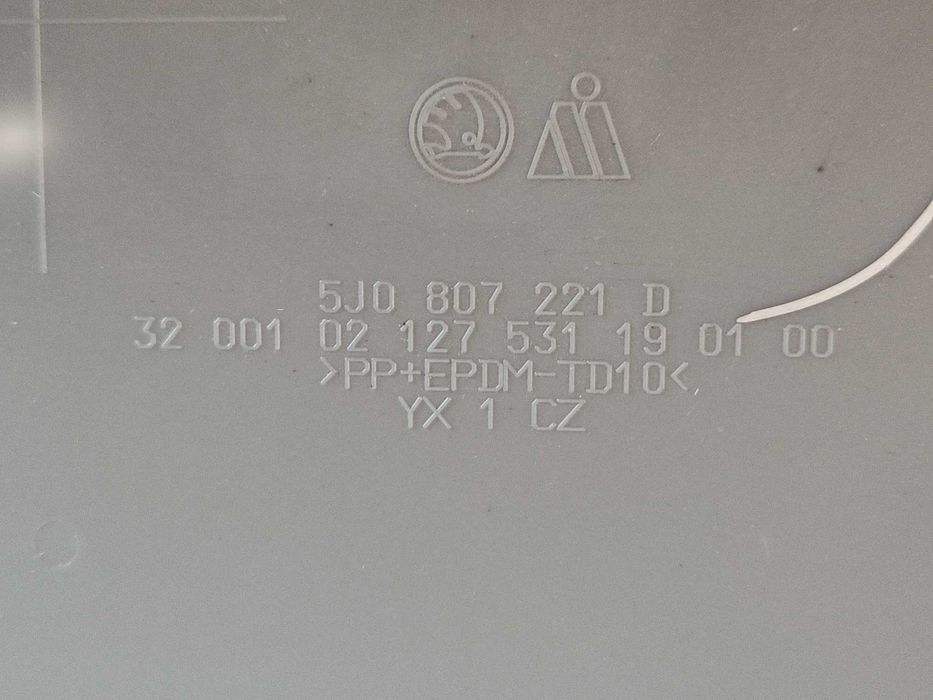 5J0 807 221 D
32 001 02 127 531 19 01 00
>PP+EPDM-TD10<
YX 1 CZ